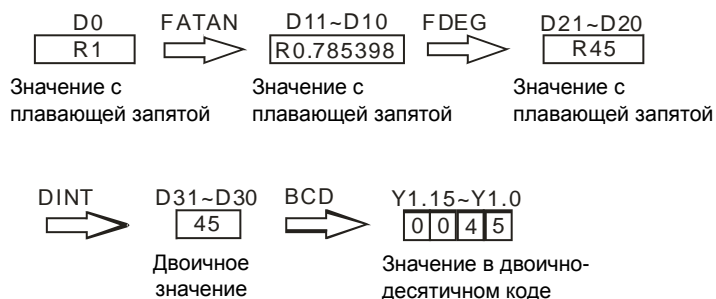 D0 FATAN D11~D10 FDEG D21~D20
R1 R0.785398 R45
Значение с Значение с Значение с
плавающей запятой плавающей запятой плавающей запятой
DINT D31~D30 BCD Y1.15~Y1.0
45 0 0 4 5
Двоичное Значение в двоично-
значение десятичном коде